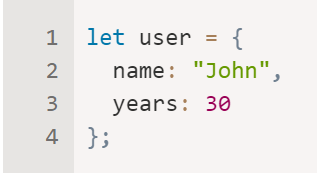 1 let user = {
2   name: "John",
3   years: 30
4 };